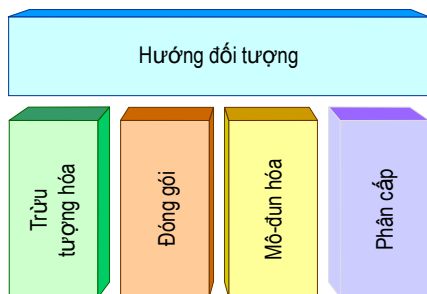 Hướng đối tượng
Trừu
tượng hóa
Đóng gói
Mô-đun hóa
Phân cấp